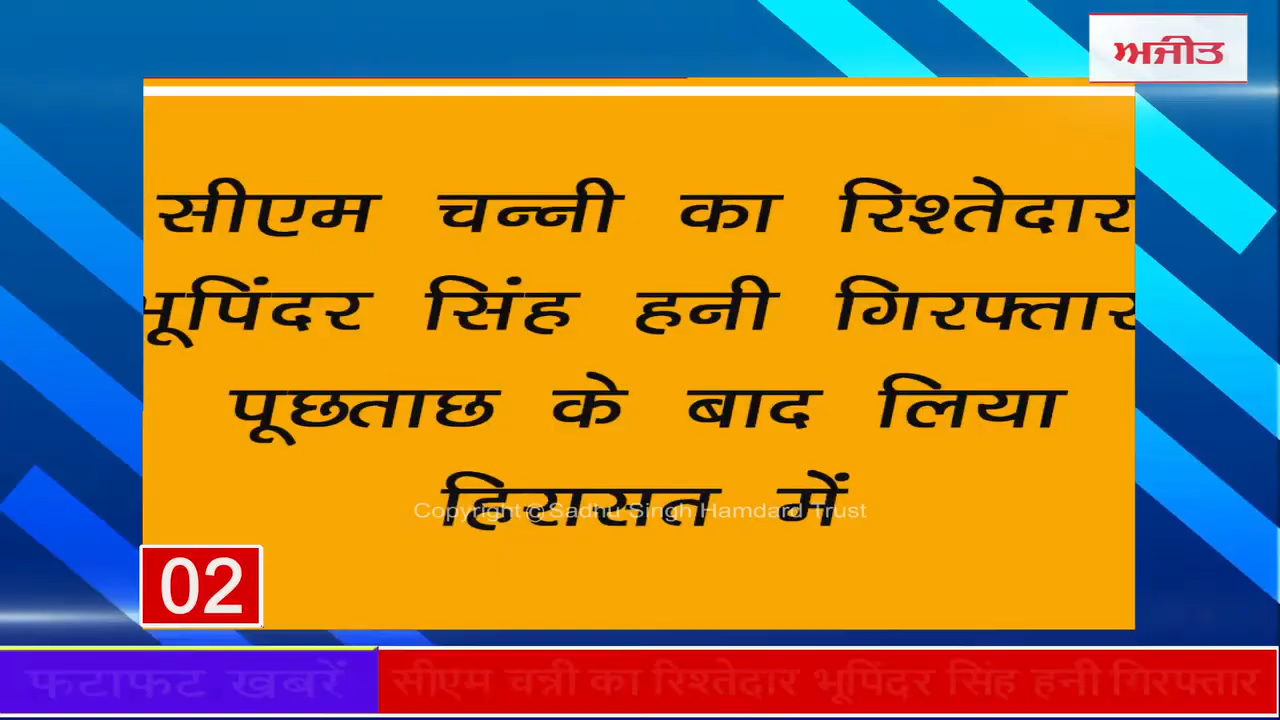 ਅਜੀਤ
सीएम चन्नी का रिश्तेदार
भूपिंदर सिंह हनी गिरफ्तार
पूछताछ के बाद लिया
हिरासत में
Copyright © Sadhu Singh Hamdard Trust
02
फटाफट खबरें
सीएम चन्नी का रिश्तेदार भूपिंदर सिंह हनी गिरफ्तार